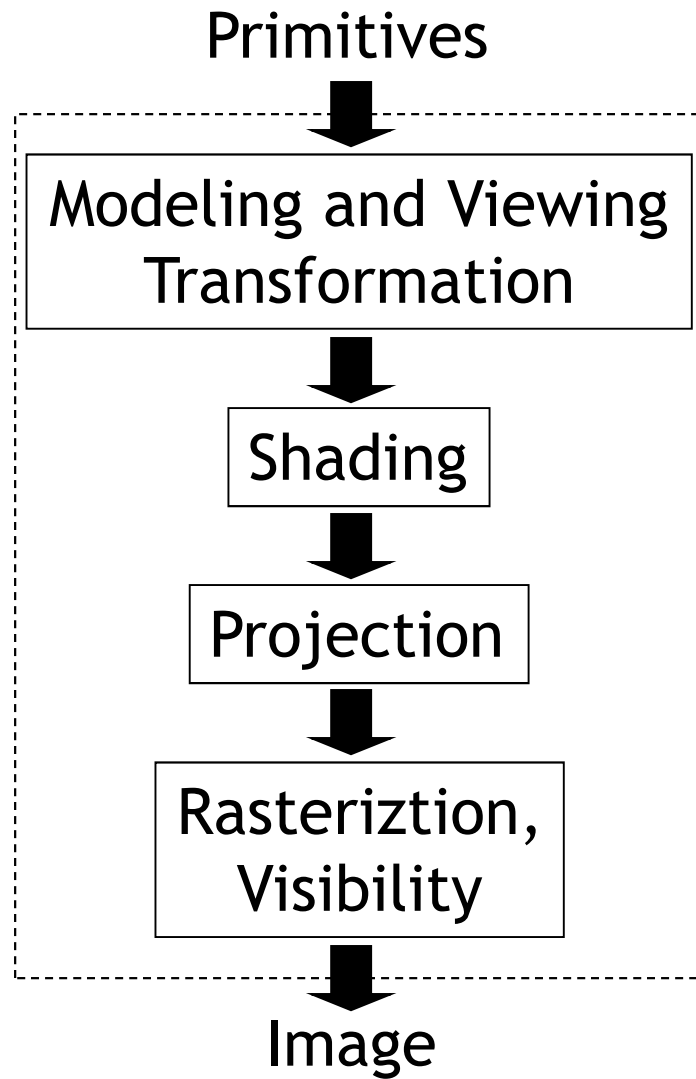 Primitives
Modeling and Viewing
Transformation
Shading
Projection
Rasteriztion,
Visibility
Image